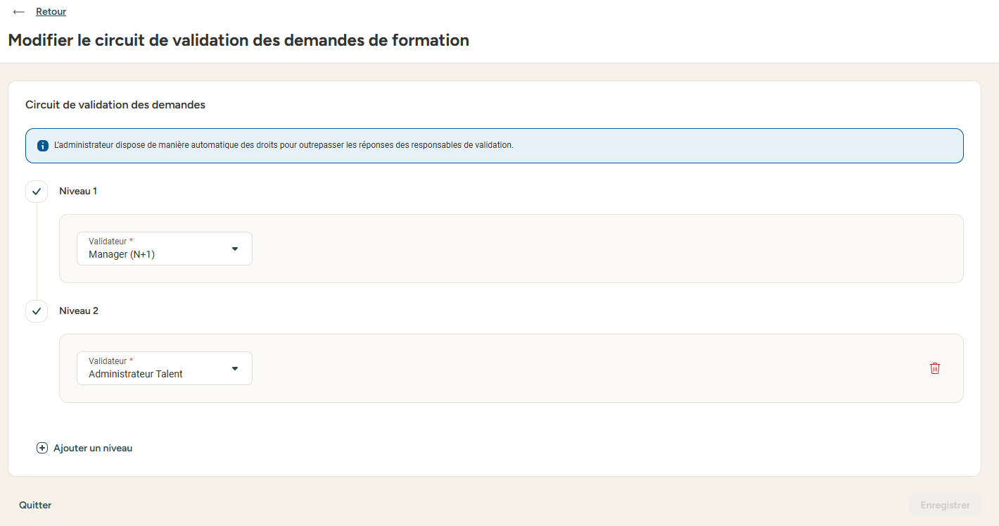 Retour
Modifier le circuit de validation des demandes de formation
Circuit de validation des demandes
L'administrateur dispose de manière automatique des droits pour outrepasser les réponses des responsables de validation.
Niveau 1
Validateur *
Manager (N+1)
Niveau 2
Validateur *
Administrateur Talent
Ajouter un niveau
Quitter
Enregistrer